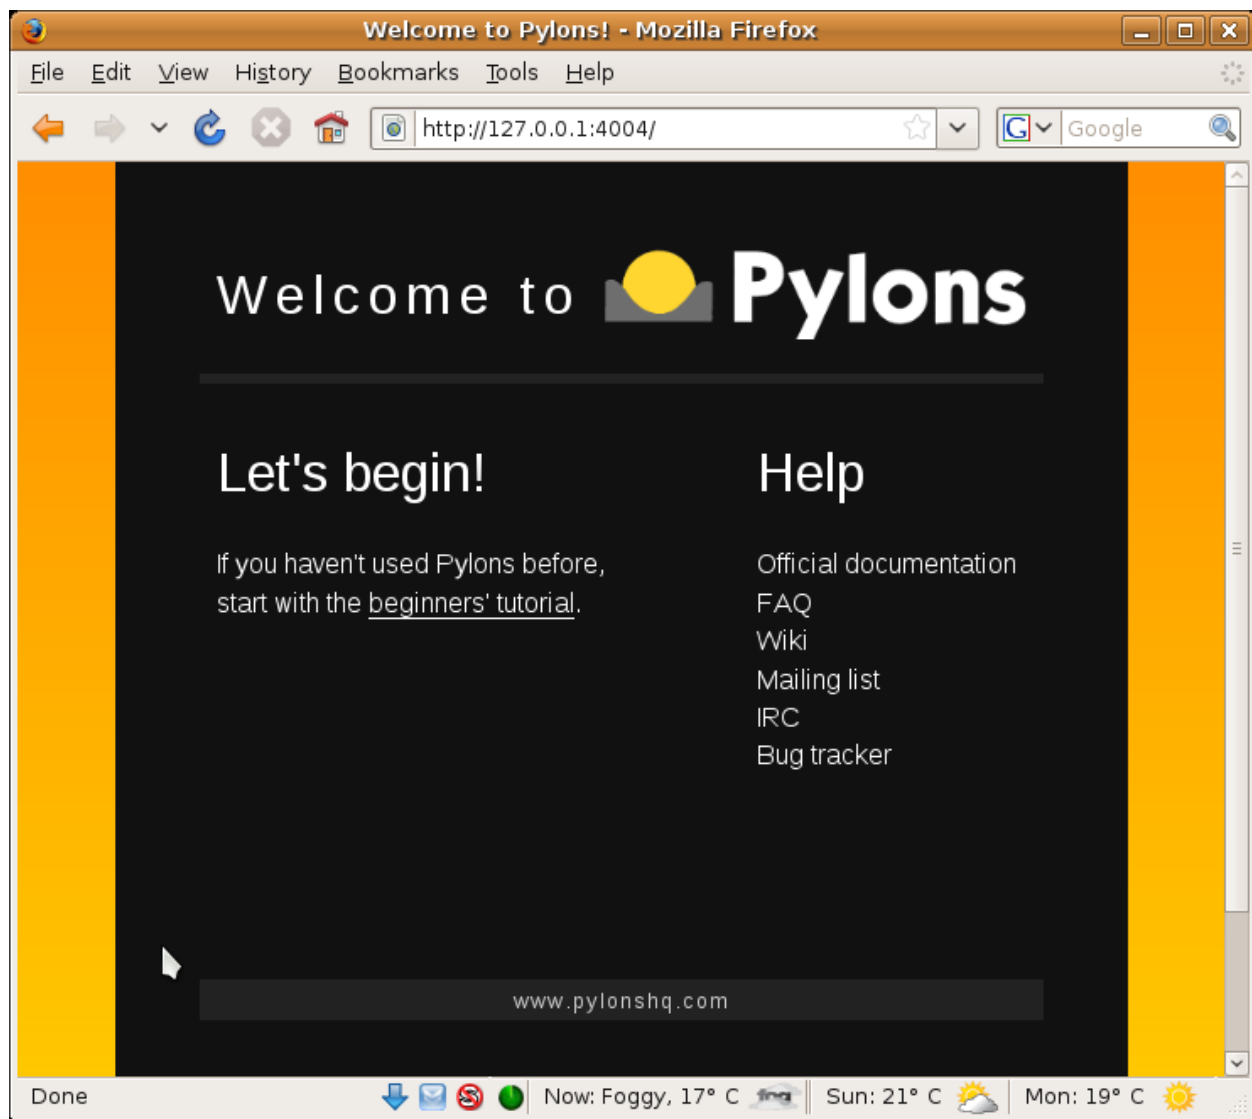 Welcome to Pylons! - Mozilla Firefox
File Edit View History Bookmarks Tools Help
http://127.0.0.1:4004/
G Google
Welcome to Pylons
Let's begin!
If you haven't used Pylons before,
start with the beginners' tutorial.
Help
Official documentation
FAQ
Wiki
Mailing list
IRC
Bug tracker
www.pylonshq.com
Done Now: Foggy, 17° C fog Sun: 21° C Mon: 19° C